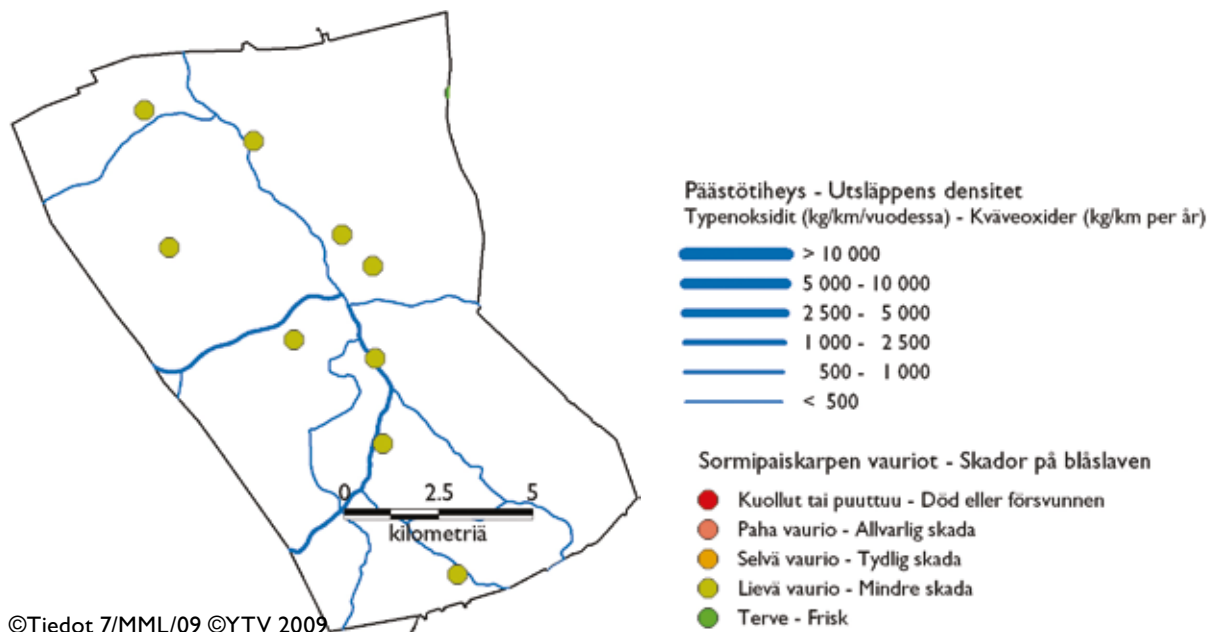 Päästötiheys - Utsläppens densitet
Typenoksidit (kg/km/vuodessa) - Kväveoxider (kg/km per år)
> 10 000
5 000 - 10 000
2 500 - 5 000
1 000 - 2 500
500 - 1 000
< 500
Sormipaiskarpen vauriot - Skador på blåslaven
Kuollut tai puuttuu - Död eller försvunnen
Paha vaurio - Allvarlig skada
Selvä vaurio - Tydlig skada
Lievä vaurio - Mindre skada
Terve - Frisk
0 2.5 5
kilometriä
©Tiedot 7/MML/09 ©YTV 2009